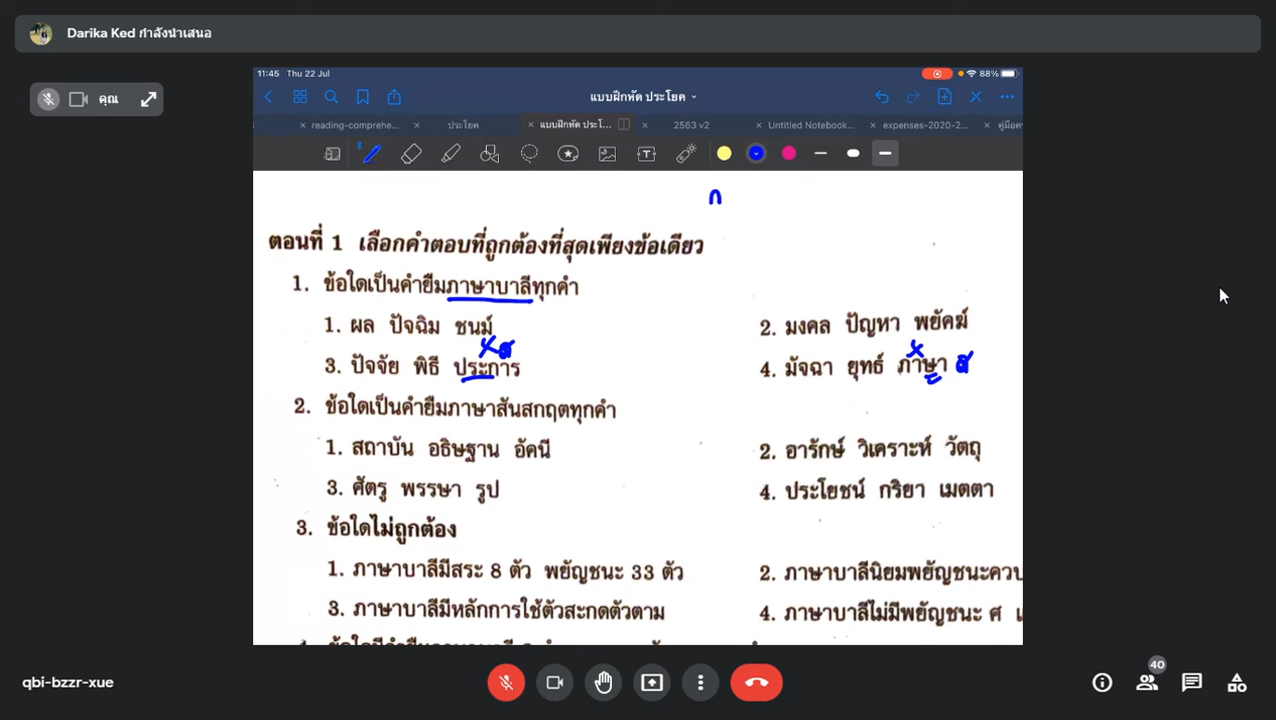 Darika Ked กำลังนำเสนอ
11:45 Thu 22 Jul
88%
คุณ
แบบฝึกหัด ประโยค
reading-comprehe...
ประโยค
แบบฝึกหัด ประโ...
2563 v2
Untitled Notebook...
expenses-2020-2...
คู่มือค
ก
ตอนที่ 1 เลือกคำตอบที่ถูกต้องที่สุดเพียงข้อเดียว
1. ข้อใดเป็นคำยืมภาษาบาลีทุกคำ
1. ผล ปัจฉิม ชนม์
2. มงคล ปัญหา พยัคฆ์
3. ปัจจัย พิธี ประการ
4. มัจฉา ยุทธ์ ภาษา
2. ข้อใดเป็นคำยืมภาษาสันสกฤตทุกคำ
1. สถาบัน อธิษฐาน อัคนี
2. อารักษ์ วิเคราะห์ วัตถุ
3. ศัตรู พรรษา รูป
4. ประโยชน์ กริยา เมตตา
3. ข้อใดไม่ถูกต้อง
1. ภาษาบาลีมีสระ 8 ตัว พยัญชนะ 33 ตัว
2. ภาษาบาลีนิยมพยัญชนะควบ
3. ภาษาบาลีมีหลักการใช้ตัวสะกดตัวตาม
4. ภาษาบาลีไม่มีพยัญชนะ ศ
qbi-bzzr-xue
40